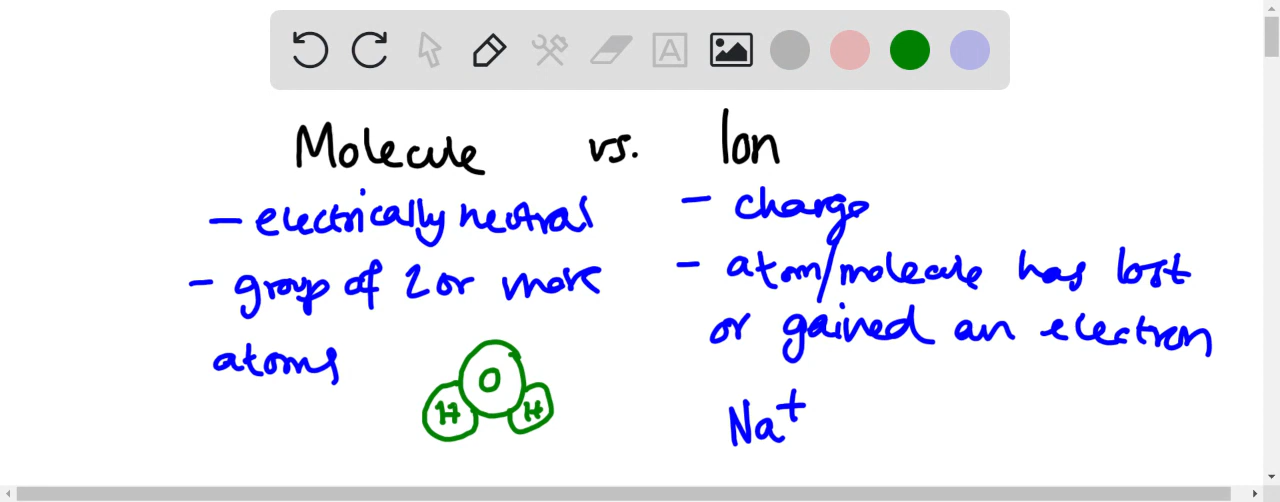 A
Molecule vs. Ion
- electrically neutral
- group of 2 or more
atoms
O
H H
- charge
- atom/molecule has lost
or gained an electron
Na+